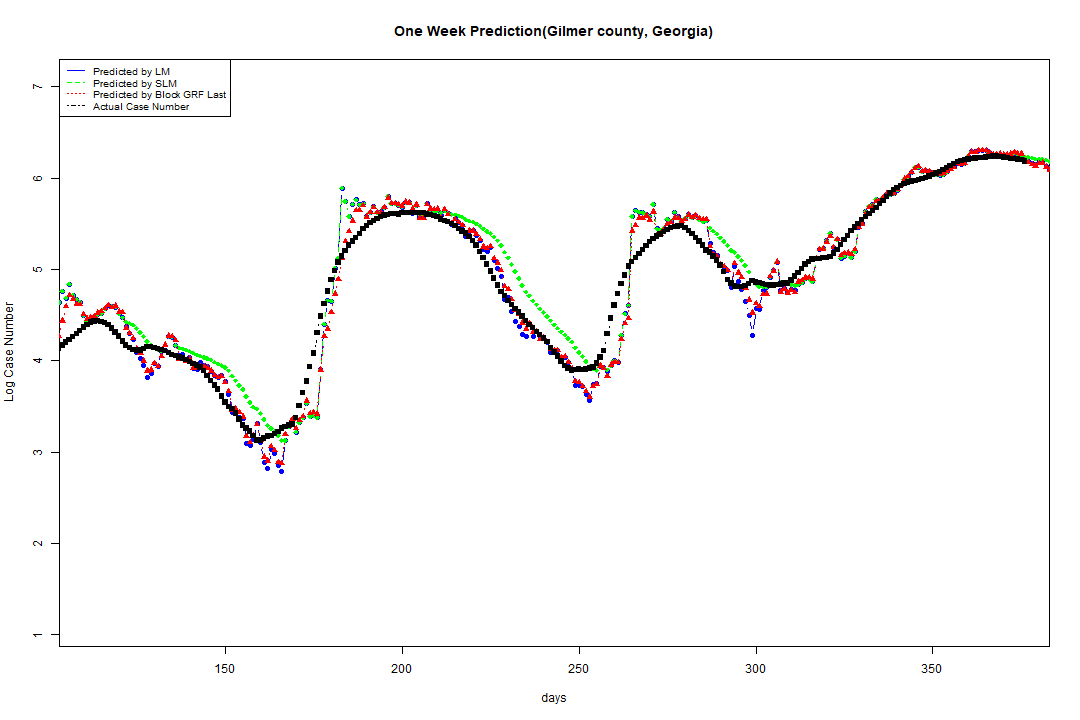 One Week Prediction(Gilmer county, Georgia)
Predicted by LM
Predicted by SLM
Predicted by Block GRF Last
Actual Case Number
7
6
5
4
3
2
1
Log Case Number
150 200 250 300 350
days